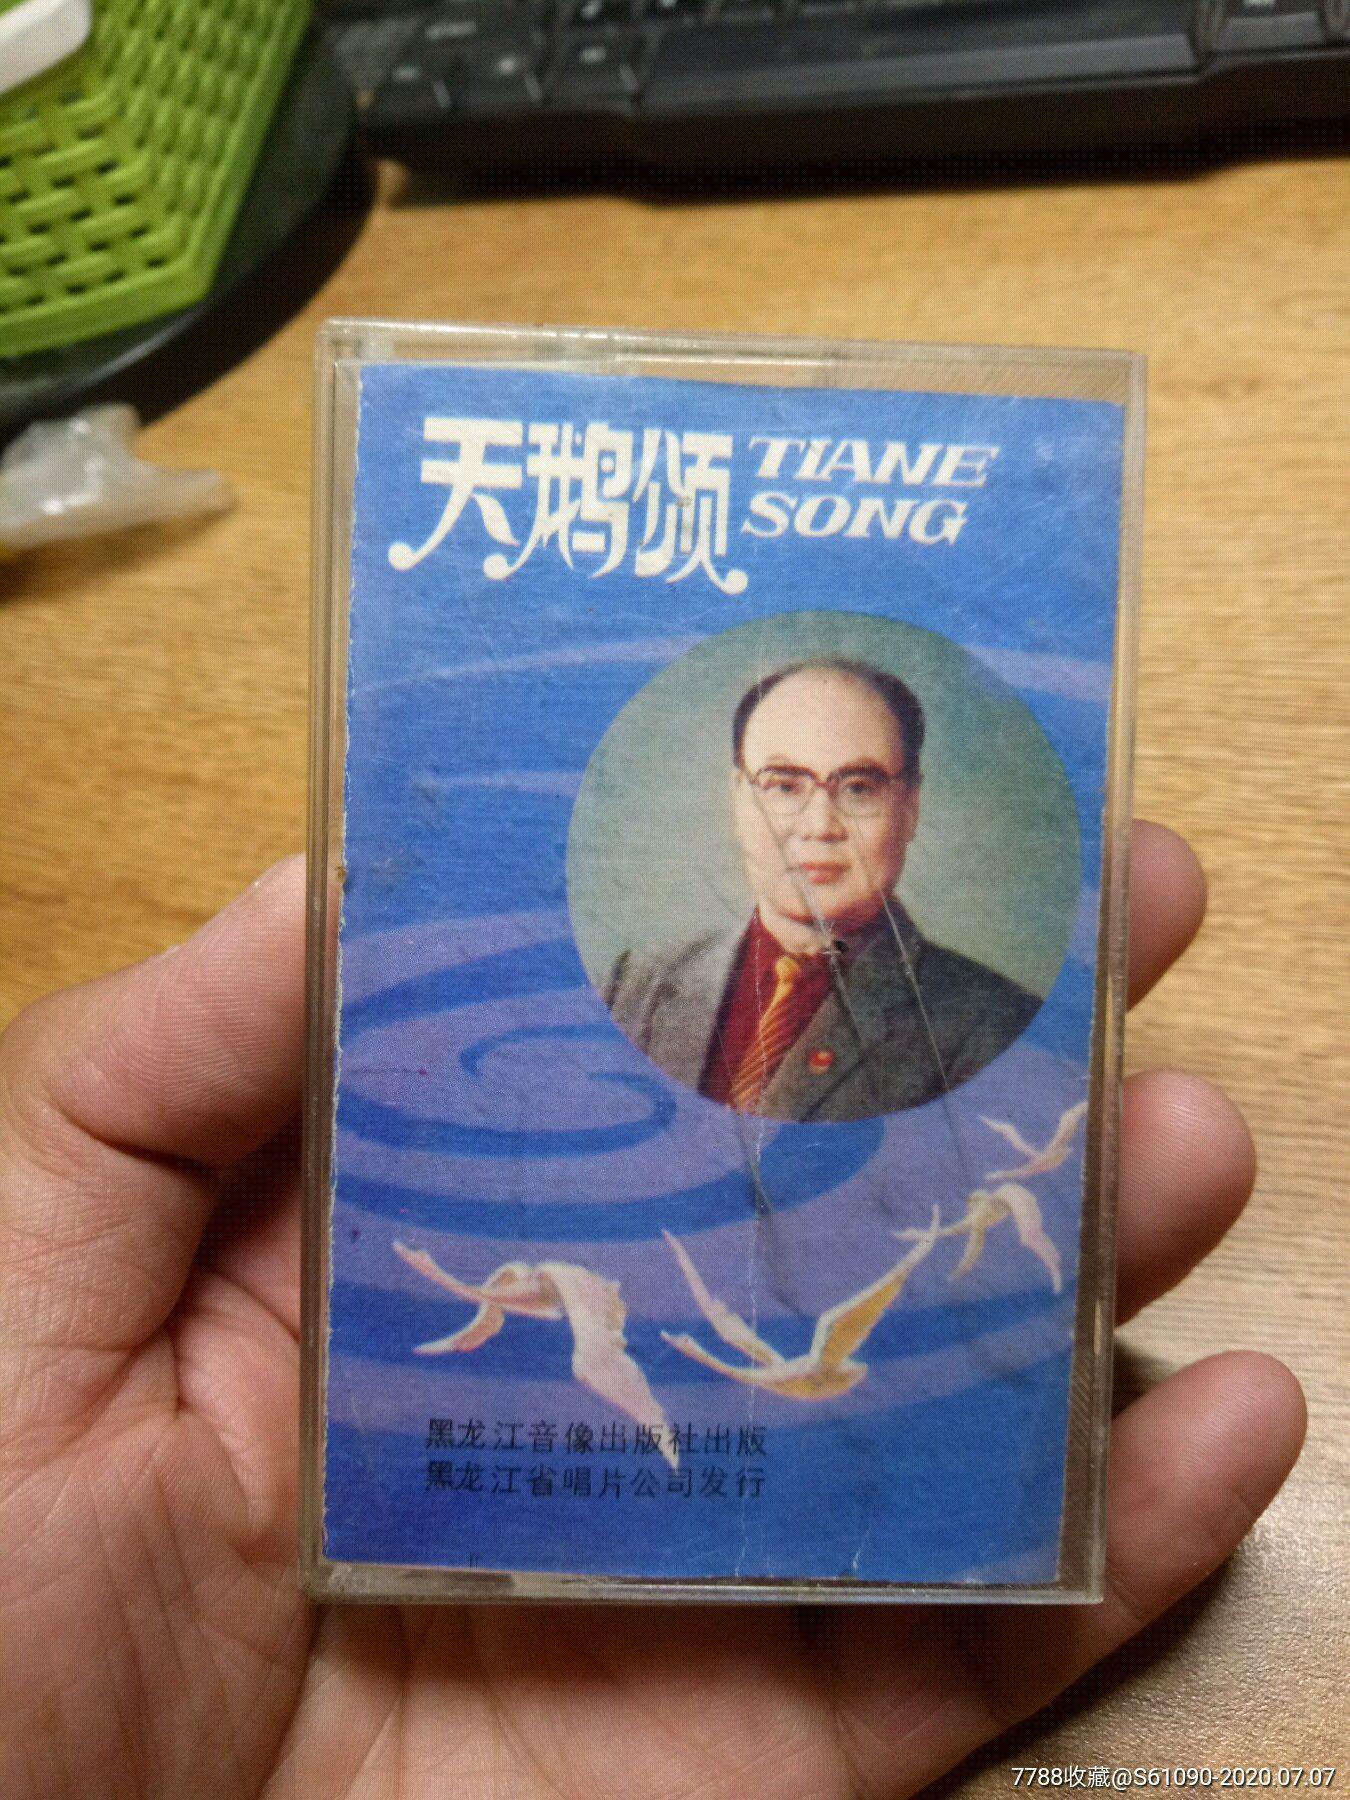 天鹅颂
TIANE
SONG
黑龙江音像出版社出版
黑龙江省唱片公司发行
7788收藏@S61090-2020.07.07